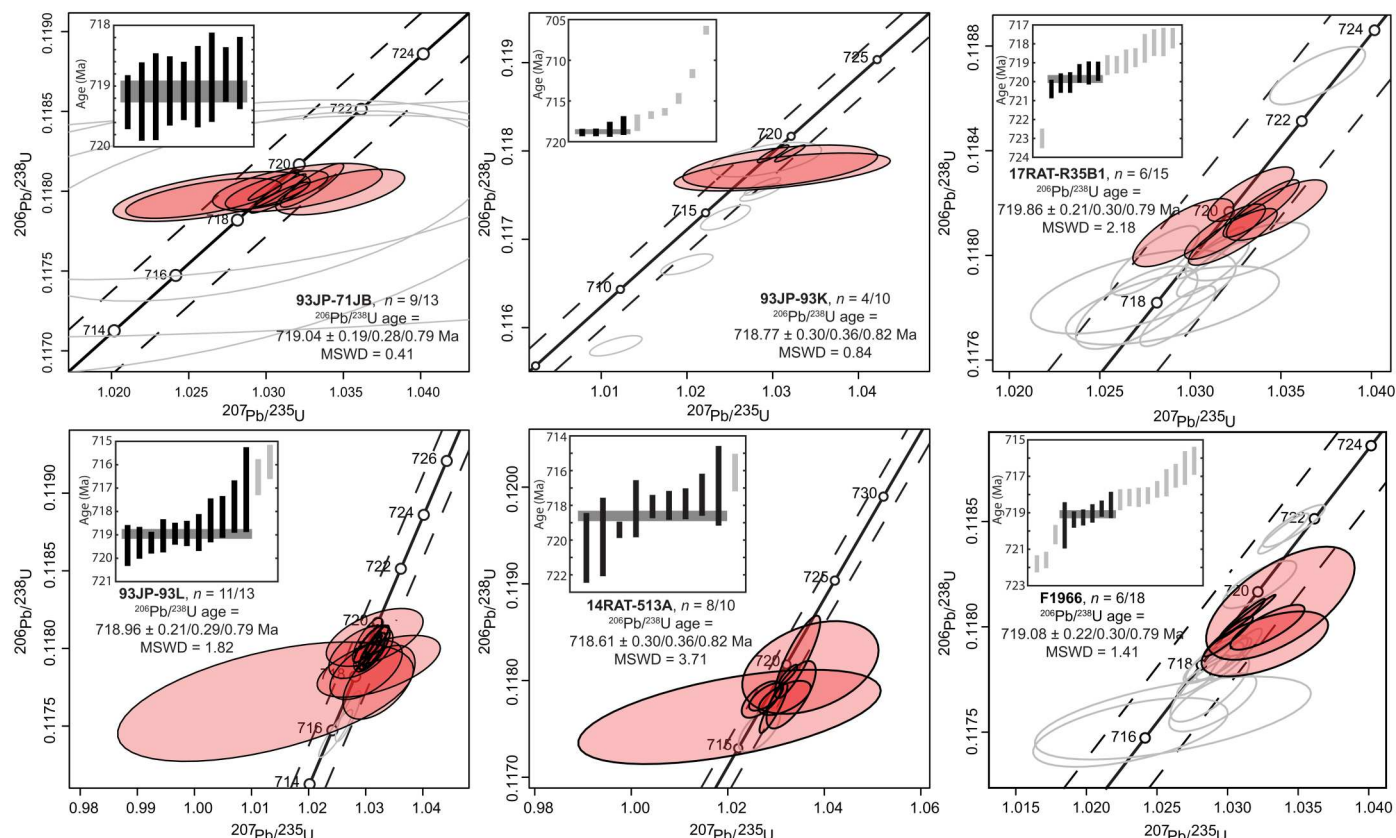 718
719
720
Age (Ma)
724
722
720
718
716
714
0.1190
0.1185
0.1180
0.1175
0.1170
206Pb/238U
93JP-71JB, n = 9/13
206Pb/238U age =
719.04 ± 0.19/0.28/0.79 Ma
MSWD = 0.41
1.020 1.025 1.030 1.035 1.040
207Pb/235U
705
710
715
720
Age (Ma)
725
720
715
710
0.119
0.118
0.117
0.116
206Pb/238U
93JP-93K, n = 4/10
206Pb/238U age =
718.77 ± 0.30/0.36/0.82 Ma
MSWD = 0.84
1.01 1.02 1.03 1.04
207Pb/235U
717
718
719
720
721
722
723
724
Age (Ma)
724
722
720
718
0.1188
0.1184
0.1180
0.1176
206Pb/238U
17RAT-R35B1, n = 6/15
206Pb/238U age =
719.86 ± 0.21/0.30/0.79 Ma
MSWD = 2.18
1.020 1.025 1.030 1.035 1.040
207Pb/235U
715
716
717
718
719
720
721
Age (Ma)
726
724
722
720
718
716
714
0.1190
0.1185
0.1180
0.1175
206Pb/238U
93JP-93L, n = 11/13
206Pb/238U age =
718.96 ± 0.21/0.29/0.79 Ma
MSWD = 1.82
0.98 0.99 1.00 1.01 1.02 1.03 1.04
207Pb/235U
714
716
718
720
722
Age (Ma)
730
725
720
715
0.1200
0.1190
0.1180
0.1170
206Pb/238U
14RAT-513A, n = 8/10
206Pb/238U age =
718.61 ± 0.30/0.36/0.82 Ma
MSWD = 3.71
0.98 1.00 1.02 1.04 1.06
207Pb/235U
715
717
719
721
723
Age (Ma)
724
722
720
718
716
0.1185
0.1180
0.1175
206Pb/238U
F1966, n = 6/18
206Pb/238U age =
719.08 ± 0.22/0.30/0.79 Ma
MSWD = 1.41
1.015 1.020 1.025 1.030 1.035 1.040
207Pb/235U